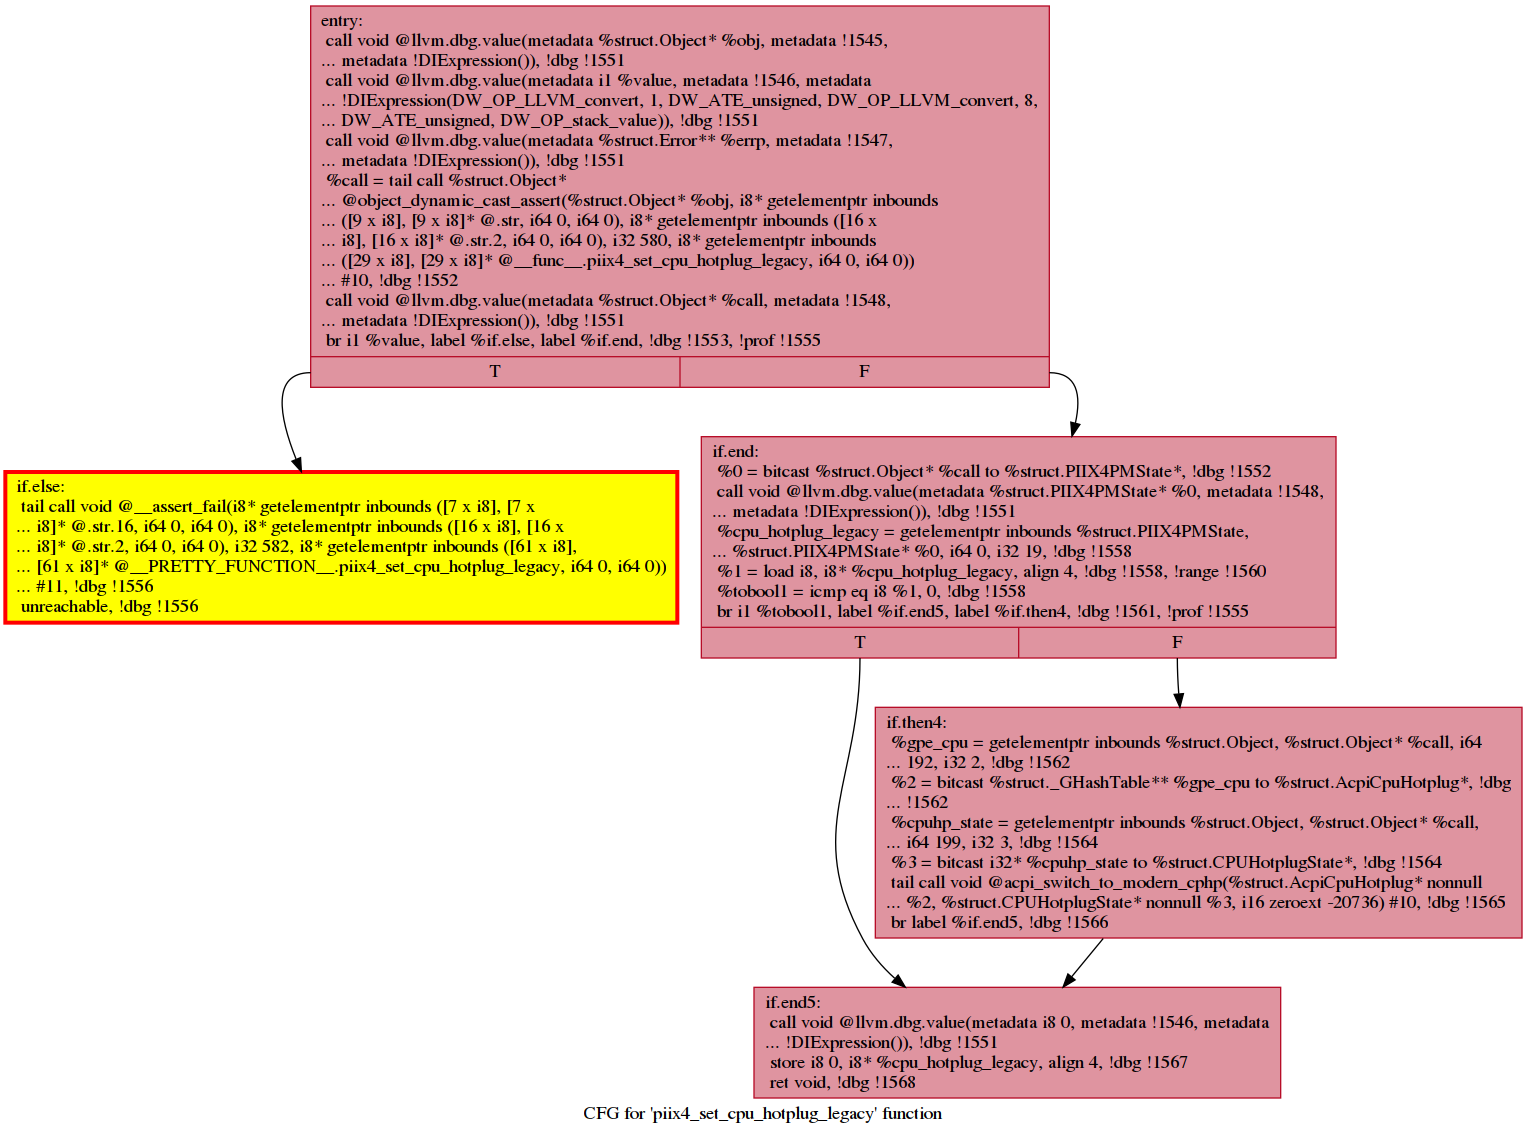 entry:
call void @llvm.dbg.value(metadata %struct.Object* %obj, metadata !1545,
... metadata !DIExpression()), !dbg !1551
call void @llvm.dbg.value(metadata i1 %value, metadata !1546, metadata
... !DIExpression(DW_OP_LLVM_convert, 1, DW_ATE_unsigned, DW_OP_LLVM_convert, 8,
... DW_ATE_unsigned, DW_OP_stack_value)), !dbg !1551
call void @llvm.dbg.value(metadata %struct.Error** %errp, metadata !1547,
... metadata !DIExpression()), !dbg !1551
%call = tail call %struct.Object*
... @object_dynamic_cast_assert(%struct.Object* %obj, i8* getelementptr inbounds
... ([9 x i8], [9 x i8]* @.str, i64 0, i64 0), i8* getelementptr inbounds ([16 x
... i8], [16 x i8]* @.str.2, i64 0, i64 0), i32 580, i8* getelementptr inbounds
... ([29 x i8], [29 x i8]* @__func__.piix4_set_cpu_hotplug_legacy, i64 0, i64 0))
... #10, !dbg !1552
call void @llvm.dbg.value(metadata %struct.Object* %call, metadata !1548,
... metadata !DIExpression()), !dbg !1551
br i1 %value, label %if.else, label %if.end, !dbg !1553, !prof !1555
T F
if.else:
tail call void @__assert_fail(i8* getelementptr inbounds ([7 x i8], [7 x
... i8]* @.str.16, i64 0, i64 0), i8* getelementptr inbounds ([16 x i8], [16 x
... i8]* @.str.2, i64 0, i64 0), i32 582, i8* getelementptr inbounds ([61 x i8],
... [61 x i8]* @__PRETTY_FUNCTION__.piix4_set_cpu_hotplug_legacy, i64 0, i64 0))
... #11, !dbg !1556
unreachable, !dbg !1556
if.end:
%0 = bitcast %struct.Object* %call to %struct.PIIX4PMState*, !dbg !1552
call void @llvm.dbg.value(metadata %struct.PIIX4PMState* %0, metadata !1548,
... metadata !DIExpression()), !dbg !1551
%cpu_hotplug_legacy = getelementptr inbounds %struct.PIIX4PMState,
... %struct.PIIX4PMState* %0, i64 0, i32 19, !dbg !1558
%1 = load i8, i8* %cpu_hotplug_legacy, align 4, !dbg !1558, !range !1560
%tobool1 = icmp eq i8 %1, 0, !dbg !1558
br i1 %tobool1, label %if.end5, label %if.then4, !dbg !1561, !prof !1555
T F
if.then4:
%gpe_cpu = getelementptr inbounds %struct.Object, %struct.Object* %call, i64
... 192, i32 2, !dbg !1562
%2 = bitcast %struct._GHashTable** %gpe_cpu to %struct.AcpiCpuHotplug*, !dbg
... !1562
%cpuhp_state = getelementptr inbounds %struct.Object, %struct.Object* %call,
... i64 199, i32 3, !dbg !1564
%3 = bitcast i32* %cpuhp_state to %struct.CPUHotplugState*, !dbg !1564
tail call void @acpi_switch_to_modern_cphp(%struct.AcpiCpuHotplug* nonnull
... %2, %struct.CPUHotplugState* nonnull %3, i16 zeroext -20736) #10, !dbg !1565
br label %if.end5, !dbg !1566
if.end5:
call void @llvm.dbg.value(metadata i8 0, metadata !1546, metadata
... !DIExpression()), !dbg !1551
store i8 0, i8* %cpu_hotplug_legacy, align 4, !dbg !1567
ret void, !dbg !1568
CFG for 'piix4_set_cpu_hotplug_legacy' function